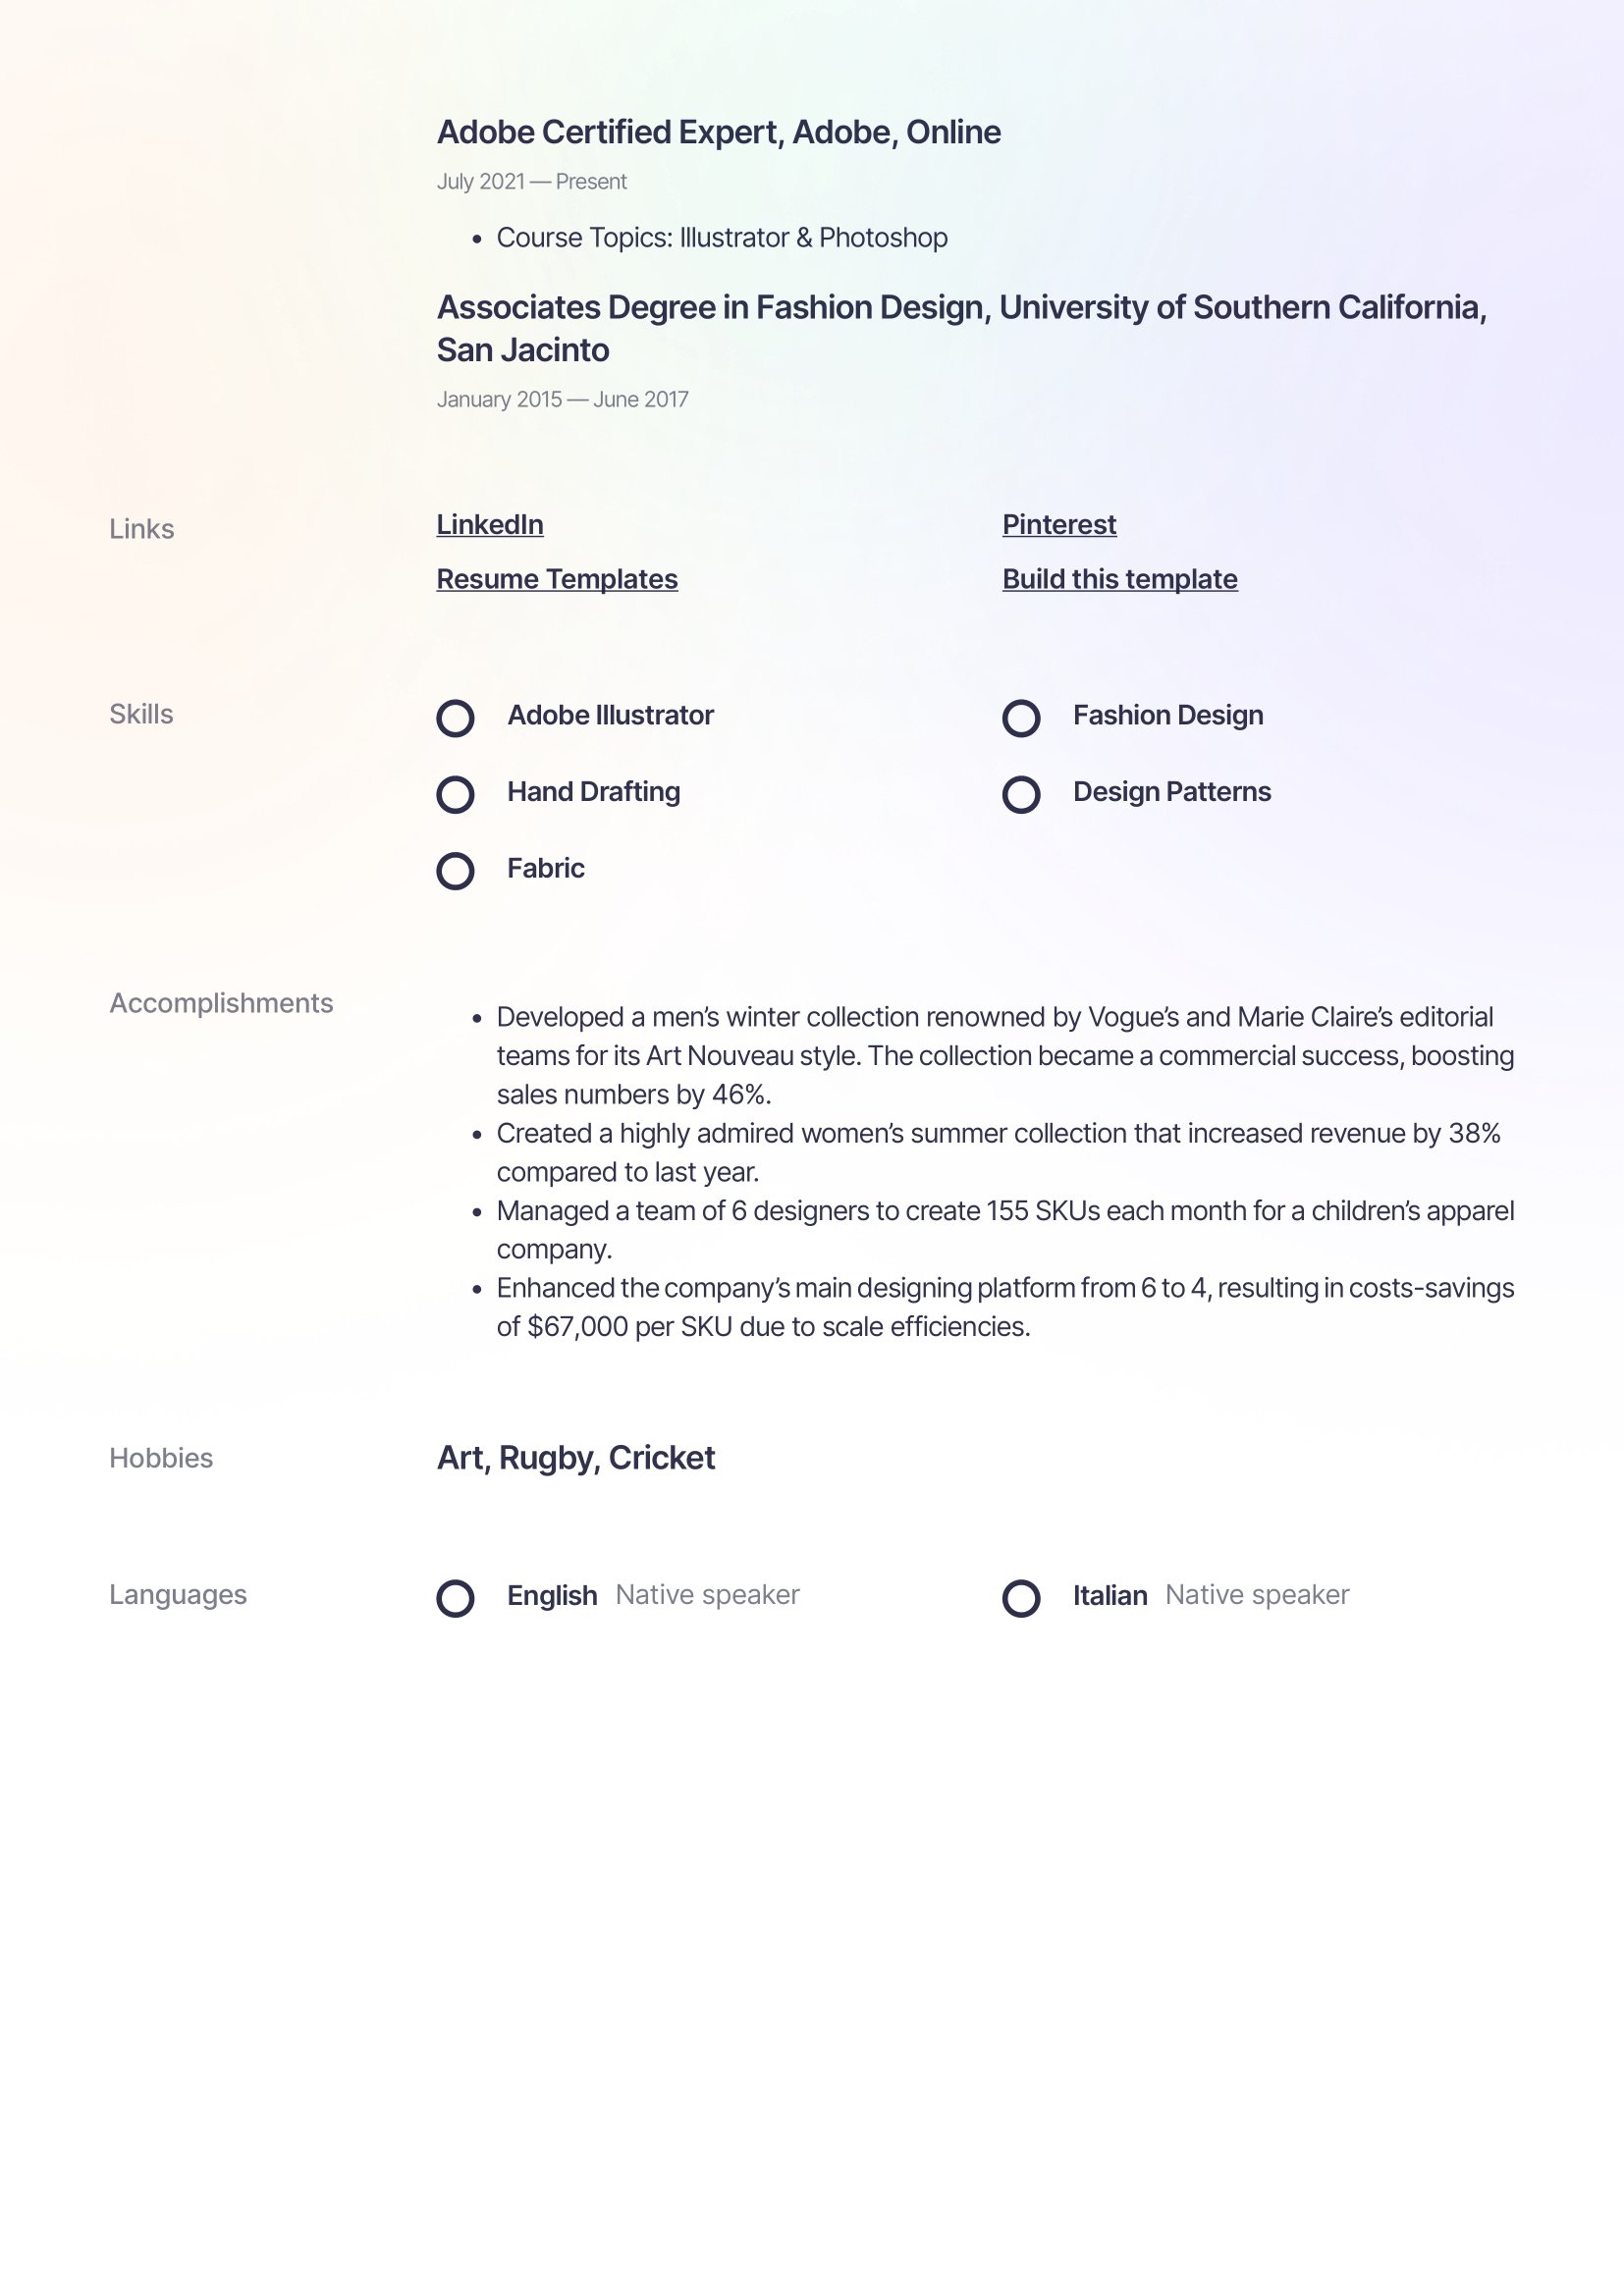 Adobe Certified Expert, Adobe, Online
July 2021 — Present
• Course Topics: Illustrator & Photoshop
Associates Degree in Fashion Design, University of Southern California,
San Jacinto
January 2015 — June 2017
Links
LinkedIn
Pinterest
Resume Templates
Build this template
Skills
Adobe Illustrator
Fashion Design
Hand Drafting
Design Patterns
Fabric
Accomplishments
• Developed a men’s winter collection renowned by Vogue’s and Marie Claire’s editorial
teams for its Art Nouveau style. The collection became a commercial success, boosting
sales numbers by 46%.
• Created a highly admired women’s summer collection that increased revenue by 38%
compared to last year.
• Managed a team of 6 designers to create 155 SKUs each month for a children’s apparel
company.
• Enhanced the company’s main designing platform from 6 to 4, resulting in costs-savings
of $67,000 per SKU due to scale efficiencies.
Hobbies
Art, Rugby, Cricket
Languages
English Native speaker
Italian Native speaker